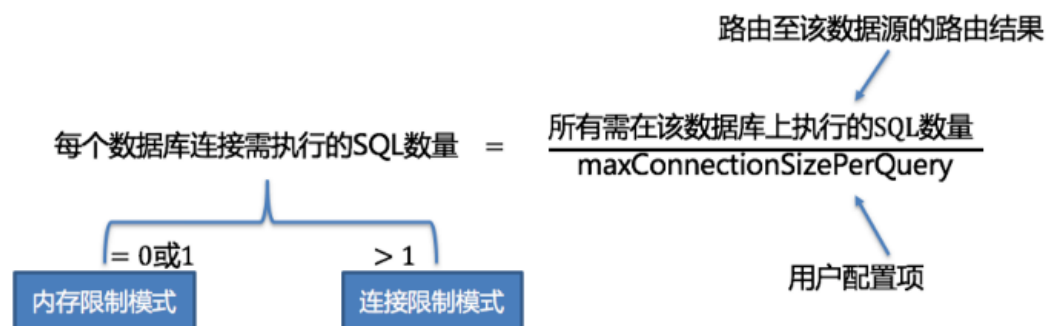 路由至该数据源的路由结果
每个数据库连接需执行的SQL数量 = 所有需在该数据库上执行的SQL数量
maxConnectionSizePerQuery
= 0或1
> 1
用户配置项
内存限制模式
连接限制模式